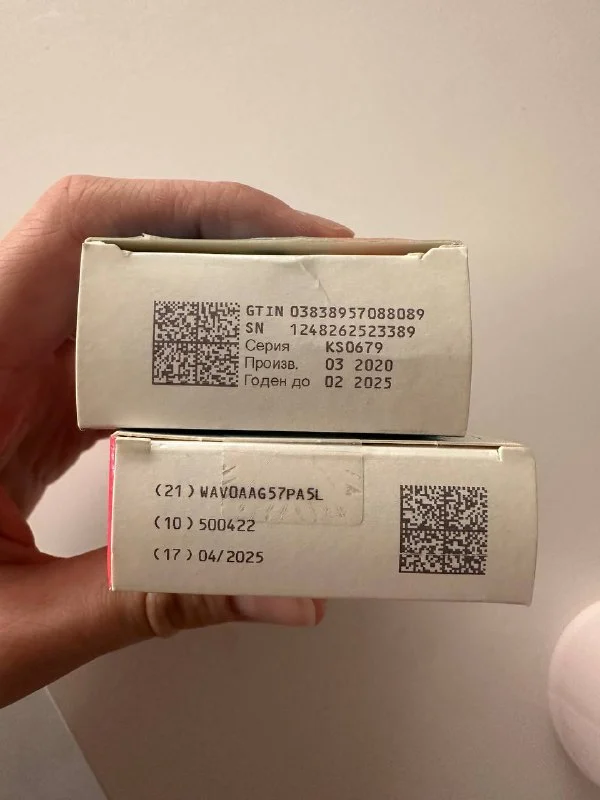 GTIN 03838957088089
SN 1248262523389
Серия KS0679
Произв. 03 2020
Годен до 02 2025
(21) WAV0AAG57PA5L
(10) 500422
(17) 04/2025